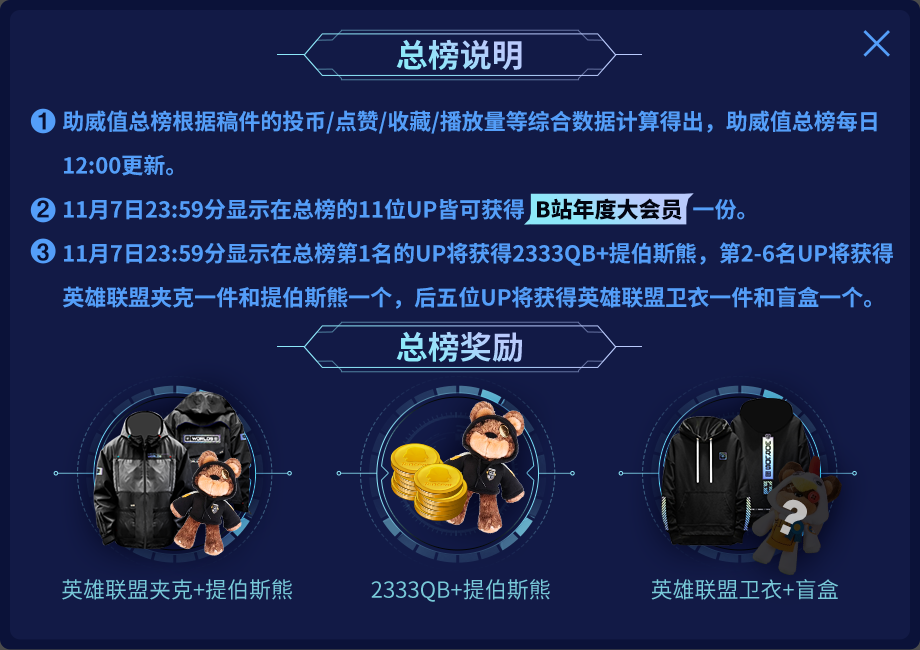 总榜说明
1 助威值总榜根据稿件的投币/点赞/收藏/播放量等综合数据计算得出，助威值总榜每日
12:00更新。
2 11月7日23:59分显示在总榜的11位UP皆可获得 B站年度大会员 一份。
3 11月7日23:59分显示在总榜第1名的UP将获得2333QB+提伯斯熊，第2-6名UP将获得
英雄联盟夹克一件和提伯斯熊一个，后五位UP将获得英雄联盟卫衣一件和盲盒一个。
总榜奖励
WORLDS
?
英雄联盟夹克+提伯斯熊
2333QB+提伯斯熊
英雄联盟卫衣+盲盒